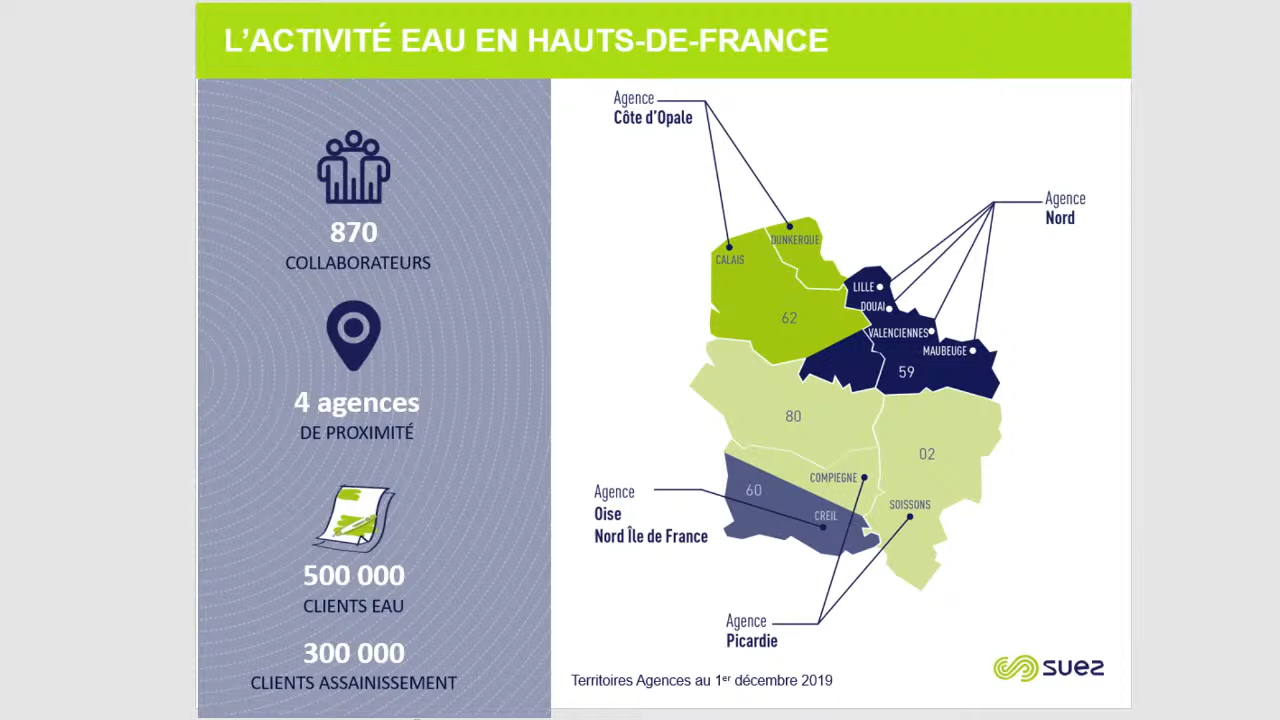 L'ACTIVITÉ EAU EN HAUTS-DE-FRANCE
870
COLLABORATEURS
4 agences
DE PROXIMITÉ
500 000
CLIENTS EAU
300 000
CLIENTS ASSAINISSEMENT
Agence
Côte d'Opale
Agence
Nord
DUNKERQUE
CALAIS
LILLE
DOUAI
62
VALENCIENNES
MAUBEUGE
59
80
02
COMPIEGNE
60
SOISSONS
CREIL
Agence
Oise
Nord Île de France
Agence
Picardie
Territoires Agences au 1er décembre 2019
suez